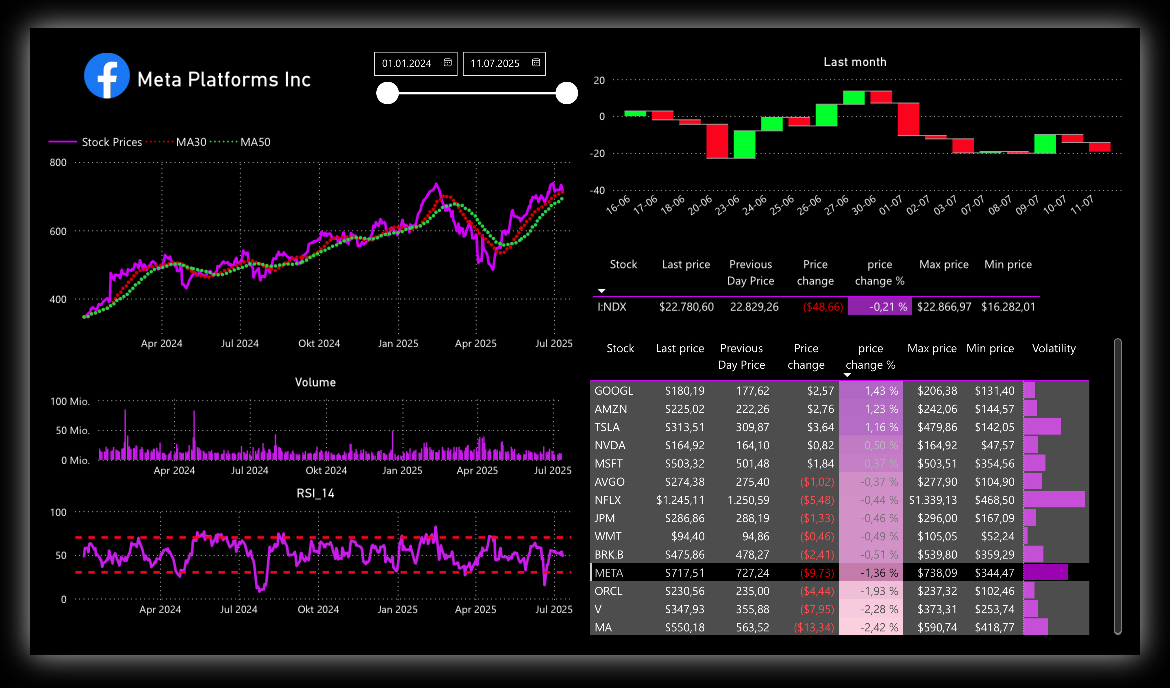 Meta Platforms Inc
01.01.2024
11.07.2025
Stock Prices MA30 MA50
800
600
400
Apr 2024 Jul 2024 Okt 2024 Jan 2025 Apr 2025 Jul 2025
Volume
100 Mio.
50 Mio.
0 Mio.
Apr 2024 Jul 2024 Okt 2024 Jan 2025 Apr 2025 Jul 2025
RSI_14
100
50
0
Apr 2024 Jul 2024 Okt 2024 Jan 2025 Apr 2025 Jul 2025
Last month
20
0
-20
-40
16-06 17-06 18-06 20-06 23-06 24-06 25-06 26-06 27-06 30-06 01-07 02-07 03-07 07-07 08-07 09-07 10-07 11-07
Stock Last price Previous Price price Max price Min price
Day Price change change %
I:NDX $22.780,60 22.829,26 ($48,66) -0,21 % $22.866,97 $16.282,01
Stock Last price Previous Price price Max price Min price Volatility
Day Price change change %
GOOGL $180,19 177,62 $2,57 1,43 % $206,38 $131,40
AMZN $225,02 222,26 $2,76 1,23 % $242,06 $144,57
TSLA $313,51 309,87 $3,64 1,16 % $479,86 $142,05
NVDA $164,92 164,10 $0,82 0,50 % $164,92 $47,57
MSFT $503,32 501,48 $1,84 0,37 % $503,51 $354,56
AVGO $274,38 275,40 ($1,02) -0,37 % $277,90 $104,90
NFLX $1.245,11 1.250,59 ($5,48) -0,44 % $1.339,13 $468,50
JPM $286,86 288,19 ($1,33) -0,46 % $296,00 $167,09
WMT $94,40 94,86 ($0,46) -0,49 % $105,05 $52,24
BRK.B $475,86 478,27 ($2,41) -0,51 % $539,80 $359,29
META $717,51 727,24 ($9,73) -1,36 % $738,09 $344,47
ORCL $230,56 235,00 ($4,44) -1,93 % $237,32 $102,46
V $347,93 355,88 ($7,95) -2,28 % $373,31 $253,74
MA $550,18 563,52 ($13,34) -2,42 % $590,74 $418,77